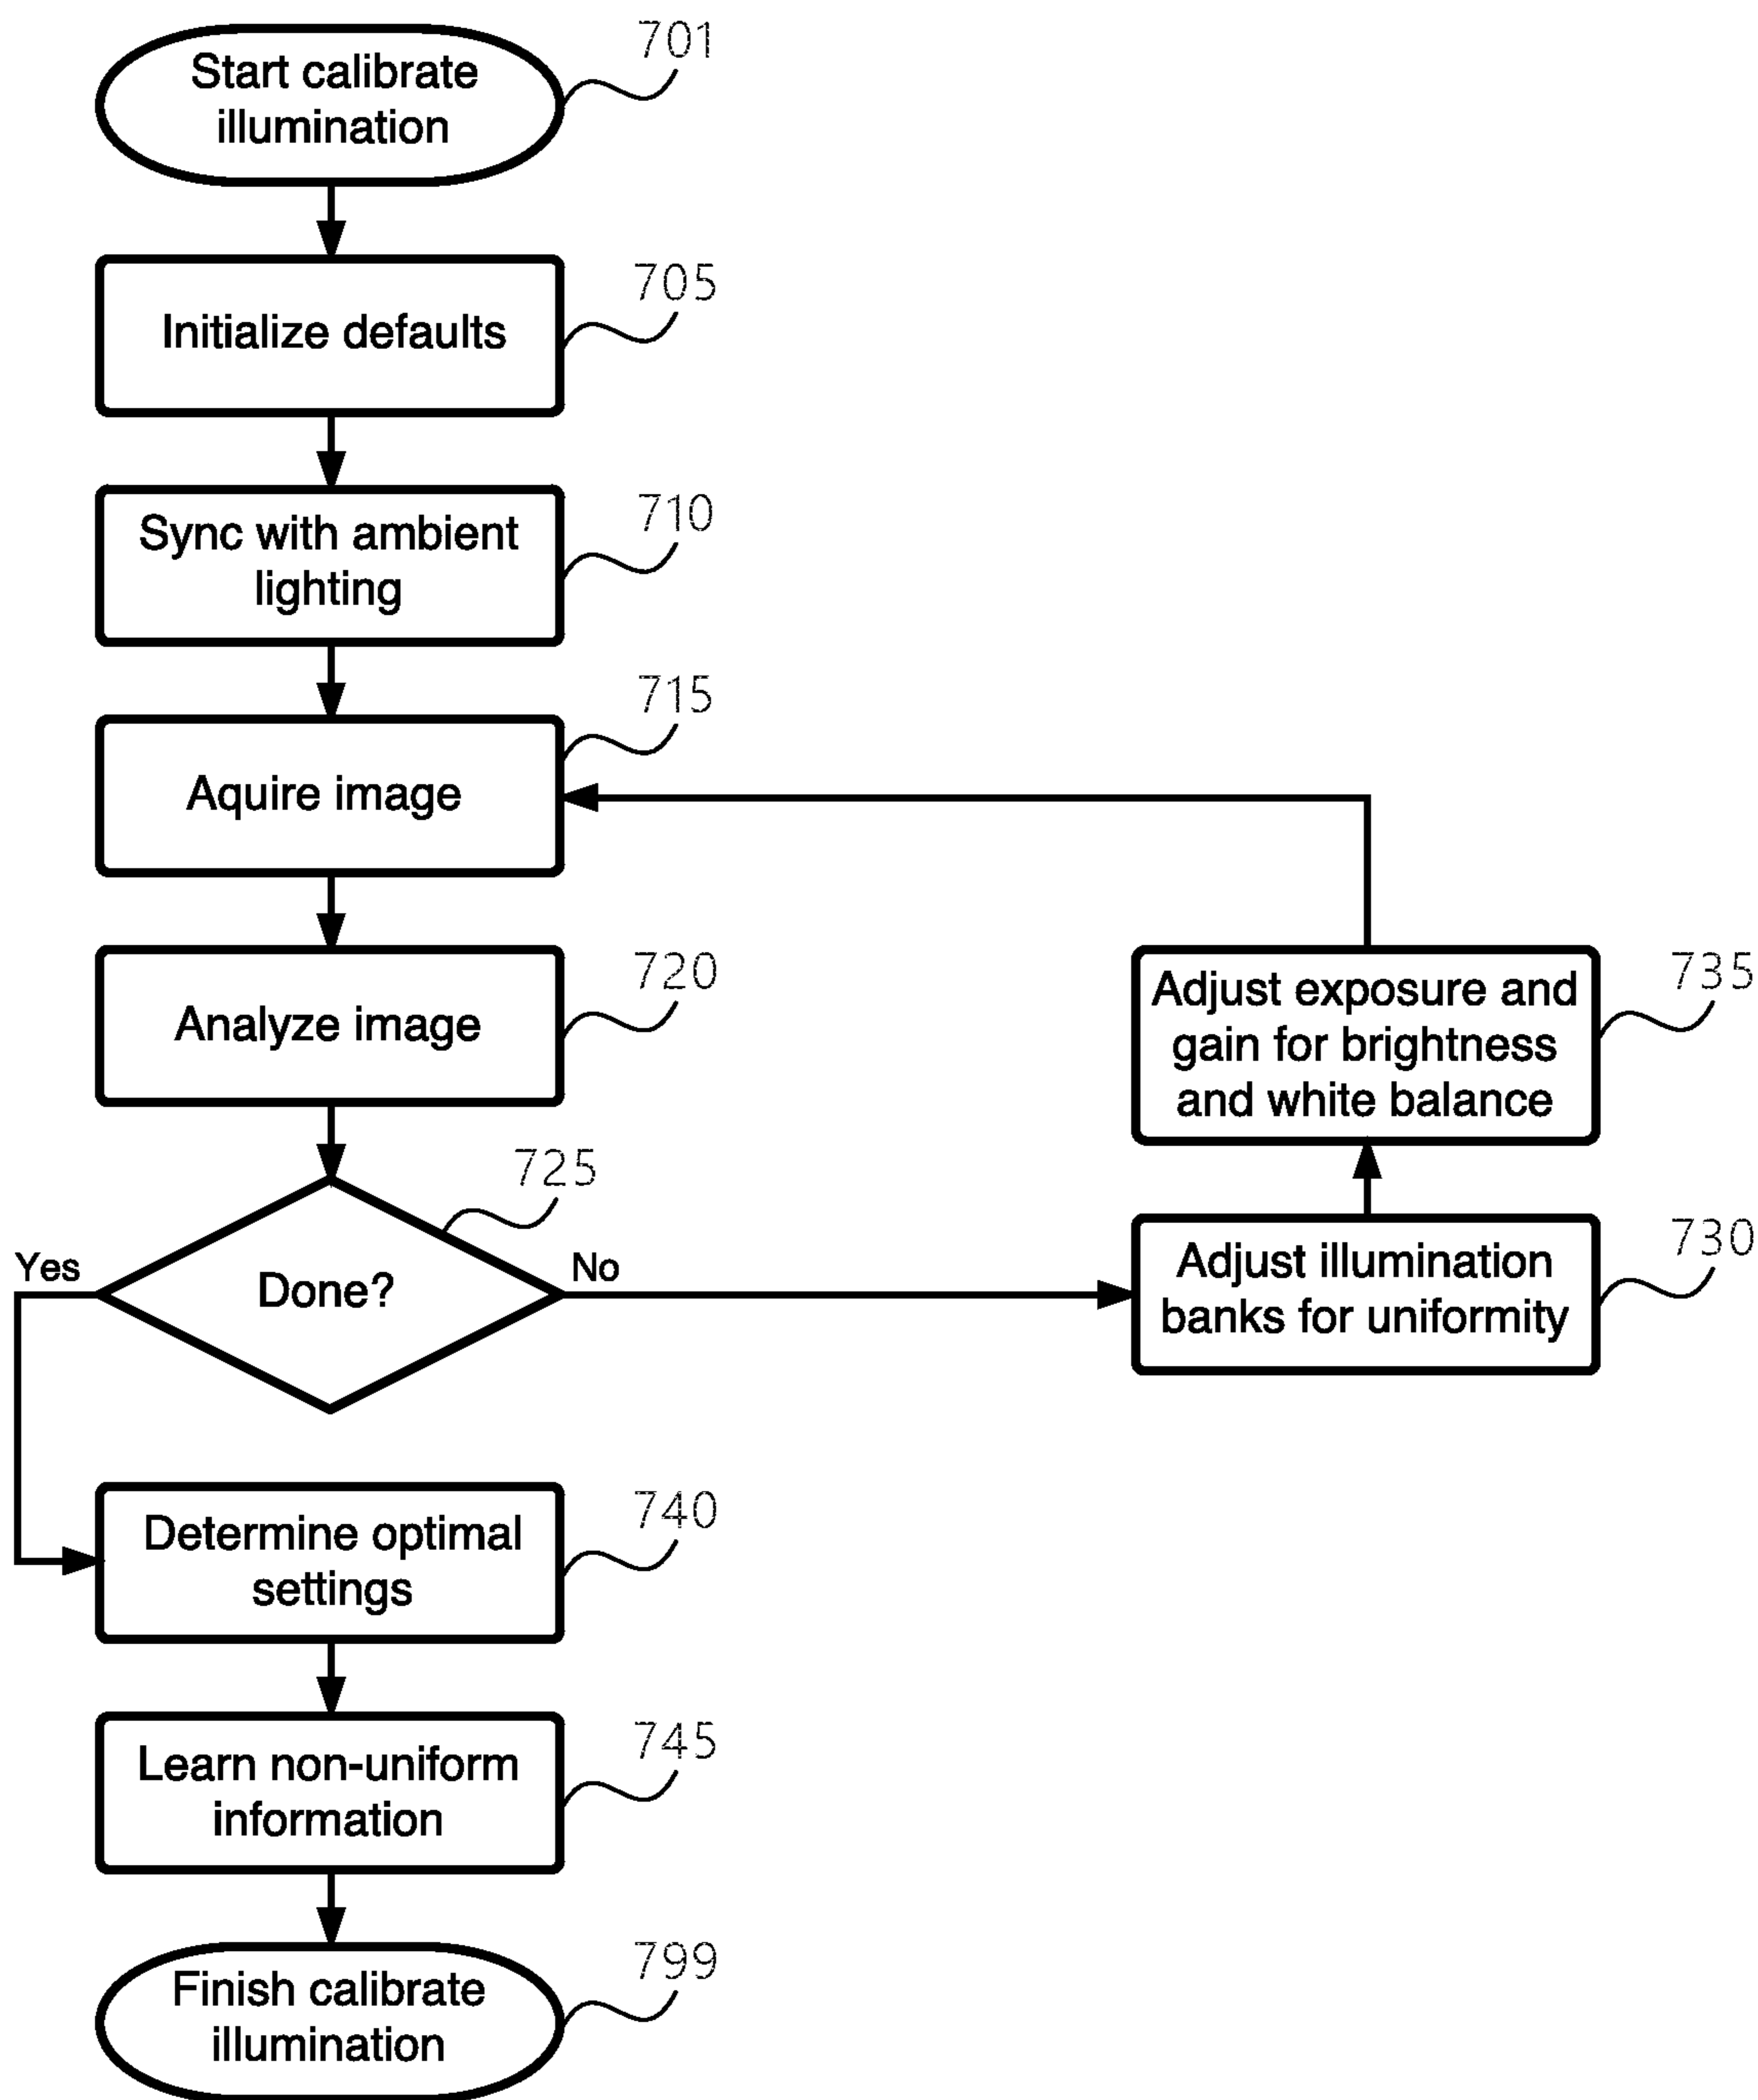 Start calibrate
illumination
701
Initialize defaults
705
Sync with ambient
lighting
710
Aquire image
715
Analyze image
720
Done?
725
Yes
No
Adjust illumination
banks for uniformity
730
Adjust exposure and
gain for brightness
and white balance
735
Determine optimal
settings
740
Learn non-uniform
information
745
Finish calibrate
illumination
799